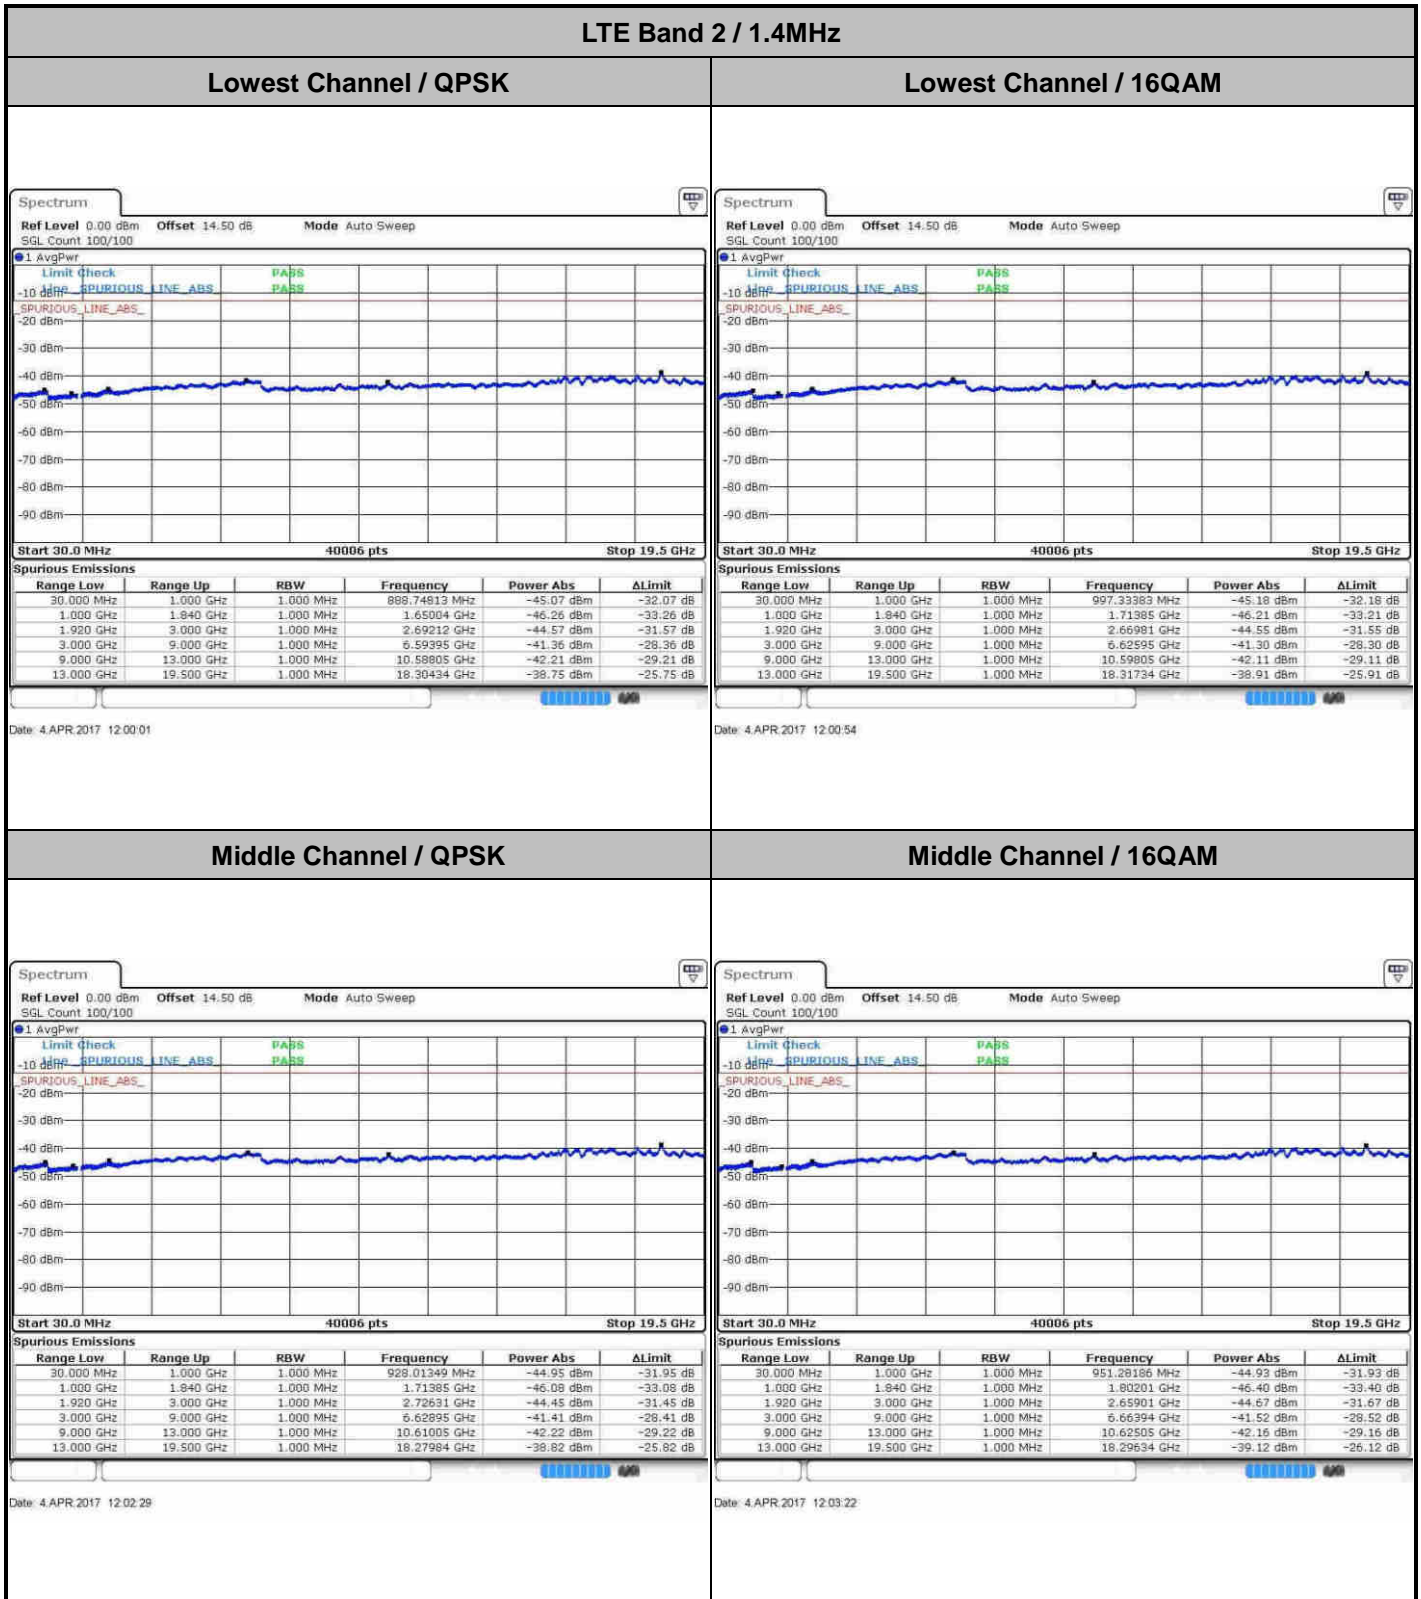 LTE Band 2 / 1.4MHz
Lowest Channel / QPSK
Lowest Channel / 16QAM
Spectrum
Ref Level 0.00 dBm Offset 14.50 dB Mode Auto Sweep
SGL Count 100/100
1 AvgPwr
Limit Check PASS
Line _SPURIOUS_LINE_ABS_ PASS
-10 dBm
_SPURIOUS_LINE_ABS_
-20 dBm
-30 dBm
-40 dBm
-50 dBm
-60 dBm
-70 dBm
-80 dBm
-90 dBm
Start 30.0 MHz 40006 pts Stop 19.5 GHz
Spurious Emissions
Range Low Range Up RBW Frequency Power Abs ΔLimit
30.000 MHz 1.000 GHz 1.000 MHz 888.74813 MHz -45.07 dBm -32.07 dB
1.000 GHz 1.840 GHz 1.000 MHz 1.65004 GHz -46.26 dBm -33.26 dB
1.920 GHz 3.000 GHz 1.000 MHz 2.69212 GHz -44.57 dBm -31.57 dB
3.000 GHz 9.000 GHz 1.000 MHz 6.59395 GHz -41.36 dBm -28.36 dB
9.000 GHz 13.000 GHz 1.000 MHz 10.58805 GHz -42.21 dBm -29.21 dB
13.000 GHz 19.500 GHz 1.000 MHz 18.30434 GHz -38.75 dBm -25.75 dB
Date: 4.APR.2017 12:00:01
Spectrum
Ref Level 0.00 dBm Offset 14.50 dB Mode Auto Sweep
SGL Count 100/100
1 AvgPwr
Limit Check PASS
Line _SPURIOUS_LINE_ABS_ PASS
-10 dBm
_SPURIOUS_LINE_ABS_
-20 dBm
-30 dBm
-40 dBm
-50 dBm
-60 dBm
-70 dBm
-80 dBm
-90 dBm
Start 30.0 MHz 40006 pts Stop 19.5 GHz
Spurious Emissions
Range Low Range Up RBW Frequency Power Abs ΔLimit
30.000 MHz 1.000 GHz 1.000 MHz 997.33383 MHz -45.18 dBm -32.18 dB
1.000 GHz 1.840 GHz 1.000 MHz 1.71385 GHz -46.21 dBm -33.21 dB
1.920 GHz 3.000 GHz 1.000 MHz 2.66981 GHz -44.55 dBm -31.55 dB
3.000 GHz 9.000 GHz 1.000 MHz 6.62595 GHz -41.30 dBm -28.30 dB
9.000 GHz 13.000 GHz 1.000 MHz 10.59805 GHz -42.11 dBm -29.11 dB
13.000 GHz 19.500 GHz 1.000 MHz 18.31734 GHz -38.91 dBm -25.91 dB
Date: 4.APR.2017 12:00:54
Middle Channel / QPSK
Middle Channel / 16QAM
Spectrum
Ref Level 0.00 dBm Offset 14.50 dB Mode Auto Sweep
SGL Count 100/100
1 AvgPwr
Limit Check PASS
Line _SPURIOUS_LINE_ABS_ PASS
-10 dBm
_SPURIOUS_LINE_ABS_
-20 dBm
-30 dBm
-40 dBm
-50 dBm
-60 dBm
-70 dBm
-80 dBm
-90 dBm
Start 30.0 MHz 40006 pts Stop 19.5 GHz
Spurious Emissions
Range Low Range Up RBW Frequency Power Abs ΔLimit
30.000 MHz 1.000 GHz 1.000 MHz 928.01349 MHz -44.95 dBm -31.95 dB
1.000 GHz 1.840 GHz 1.000 MHz 1.71385 GHz -46.08 dBm -33.08 dB
1.920 GHz 3.000 GHz 1.000 MHz 2.72631 GHz -44.45 dBm -31.45 dB
3.000 GHz 9.000 GHz 1.000 MHz 6.62895 GHz -41.41 dBm -28.41 dB
9.000 GHz 13.000 GHz 1.000 MHz 10.61005 GHz -42.22 dBm -29.22 dB
13.000 GHz 19.500 GHz 1.000 MHz 18.27984 GHz -38.82 dBm -25.82 dB
Date: 4.APR.2017 12:02:29
Spectrum
Ref Level 0.00 dBm Offset 14.50 dB Mode Auto Sweep
SGL Count 100/100
1 AvgPwr
Limit Check PASS
Line _SPURIOUS_LINE_ABS_ PASS
-10 dBm
_SPURIOUS_LINE_ABS_
-20 dBm
-30 dBm
-40 dBm
-50 dBm
-60 dBm
-70 dBm
-80 dBm
-90 dBm
Start 30.0 MHz 40006 pts Stop 19.5 GHz
Spurious Emissions
Range Low Range Up RBW Frequency Power Abs ΔLimit
30.000 MHz 1.000 GHz 1.000 MHz 951.28186 MHz -44.93 dBm -31.93 dB
1.000 GHz 1.840 GHz 1.000 MHz 1.80201 GHz -46.40 dBm -33.40 dB
1.920 GHz 3.000 GHz 1.000 MHz 2.65901 GHz -44.67 dBm -31.67 dB
3.000 GHz 9.000 GHz 1.000 MHz 6.66394 GHz -41.52 dBm -28.52 dB
9.000 GHz 13.000 GHz 1.000 MHz 10.62505 GHz -42.16 dBm -29.16 dB
13.000 GHz 19.500 GHz 1.000 MHz 18.29634 GHz -39.12 dBm -26.12 dB
Date: 4.APR.2017 12:03:22